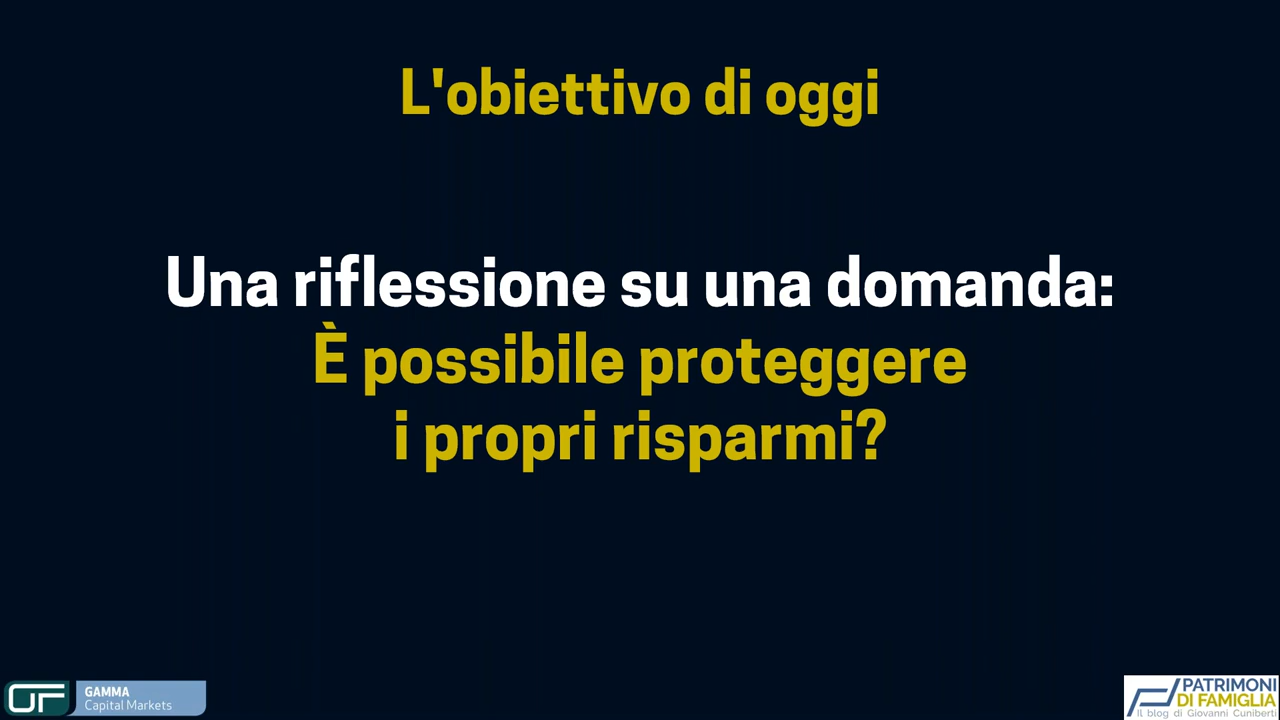 L'obiettivo di oggi
Una riflessione su una domanda:
È possibile proteggere
i propri risparmi?
GAMMA
Capital Markets
PATRIMONI
DI FAMIGLIA
Il blog di Giovanni Cuniberti